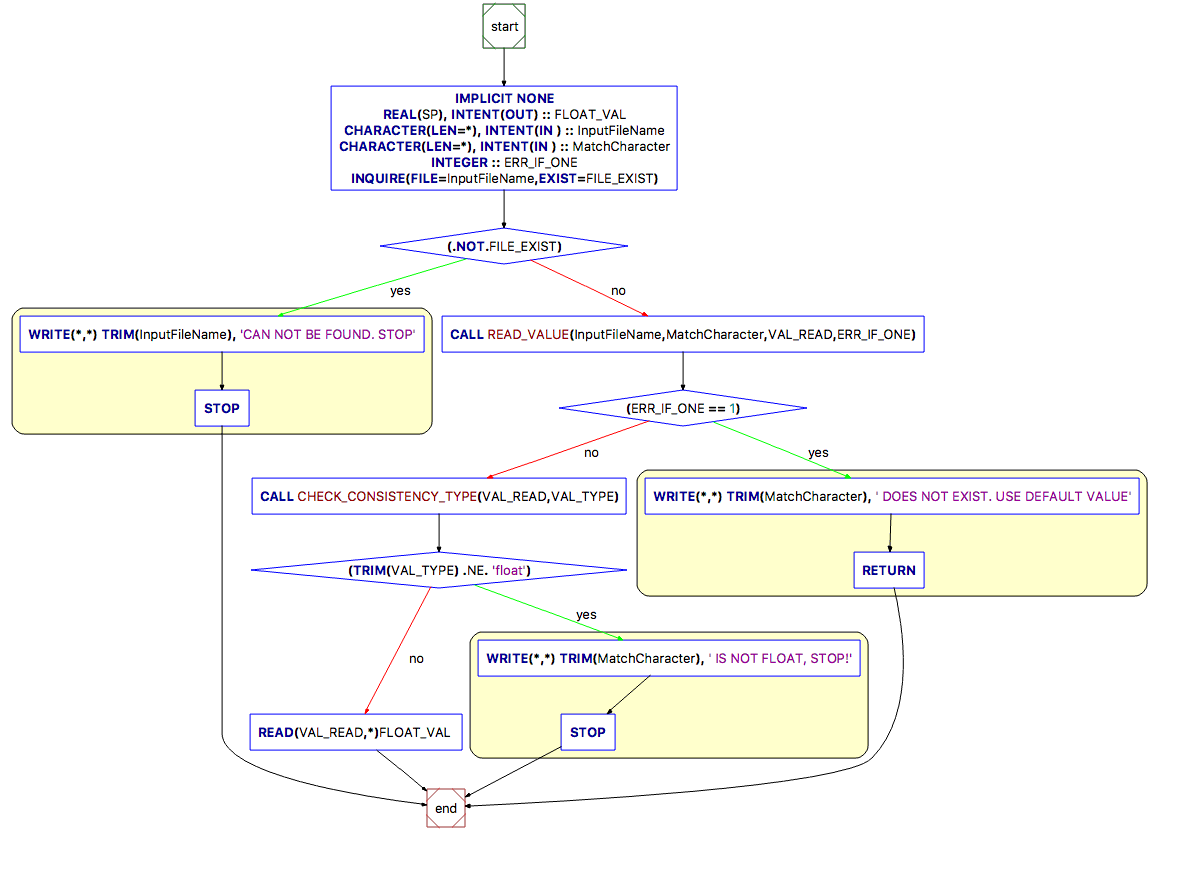 start
IMPLICIT NONE
REAL(SP), INTENT(OUT) :: FLOAT_VAL
CHARACTER(LEN=*), INTENT(IN ) :: InputFileName
CHARACTER(LEN=*), INTENT(IN ) :: MatchCharacter
INTEGER :: ERR_IF_ONE
INQUIRE(FILE=InputFileName,EXIST=FILE_EXIST)
(.NOT.FILE_EXIST)
yes
no
WRITE(*,*) TRIM(InputFileName), 'CAN NOT BE FOUND. STOP'
CALL READ_VALUE(InputFileName,MatchCharacter,VAL_READ,ERR_IF_ONE)
STOP
(ERR_IF_ONE == 1)
no
yes
CALL CHECK_CONSISTENCY_TYPE(VAL_READ,VAL_TYPE)
WRITE(*,*) TRIM(MatchCharacter), ' DOES NOT EXIST. USE DEFAULT VALUE'
(TRIM(VAL_TYPE) .NE. 'float')
RETURN
yes
no
WRITE(*,*) TRIM(MatchCharacter), ' IS NOT FLOAT, STOP!'
READ(VAL_READ,*)FLOAT_VAL
STOP
end